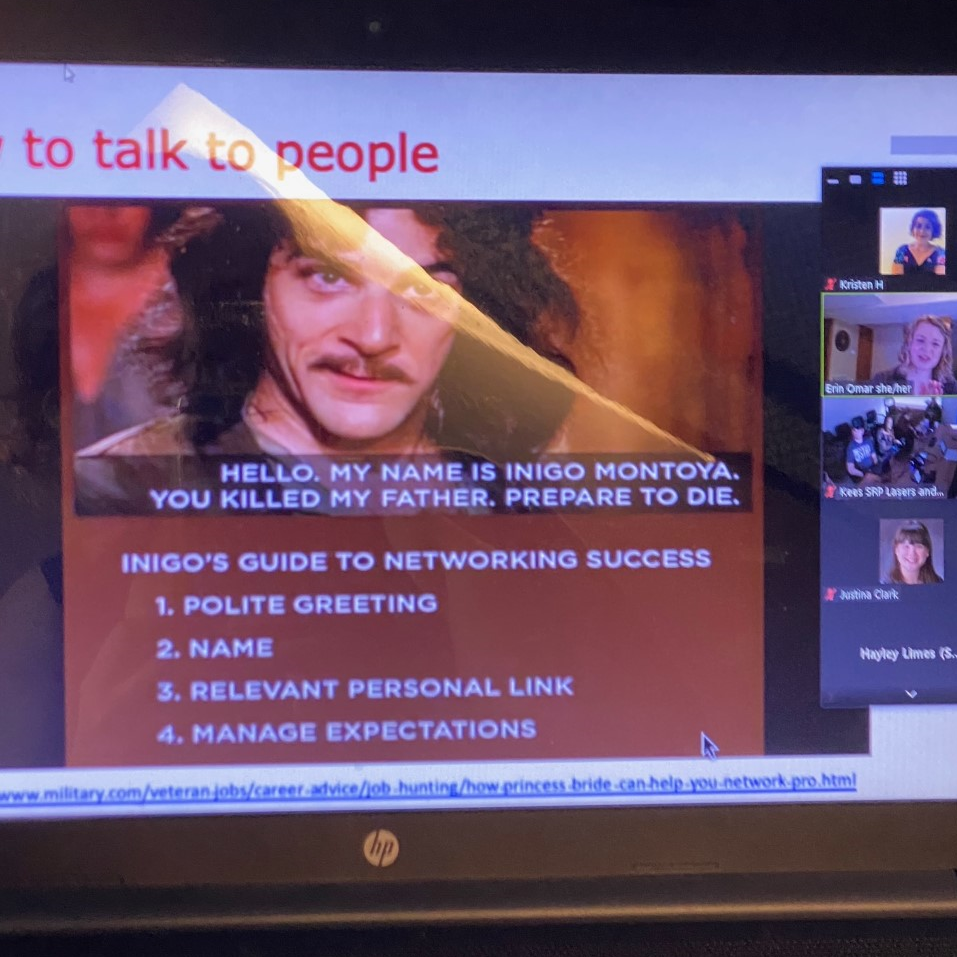 to talk to people
HELLO. MY NAME IS INIGO MONTOYA.
YOU KILLED MY FATHER. PREPARE TO DIE.
INIGO'S GUIDE TO NETWORKING SUCCESS
1. POLITE GREETING
2. NAME
3. RELEVANT PERSONAL LINK
4. MANAGE EXPECTATIONS
www.military.com/veteran-jobs/career-advice/job-hunting/how-princess-bride-can-help-you-network-pro.html
Kristen H
Erin Omar she/her
Kees SRP Lasers and...
Justina Clark
Hayley Limes (S...
hp